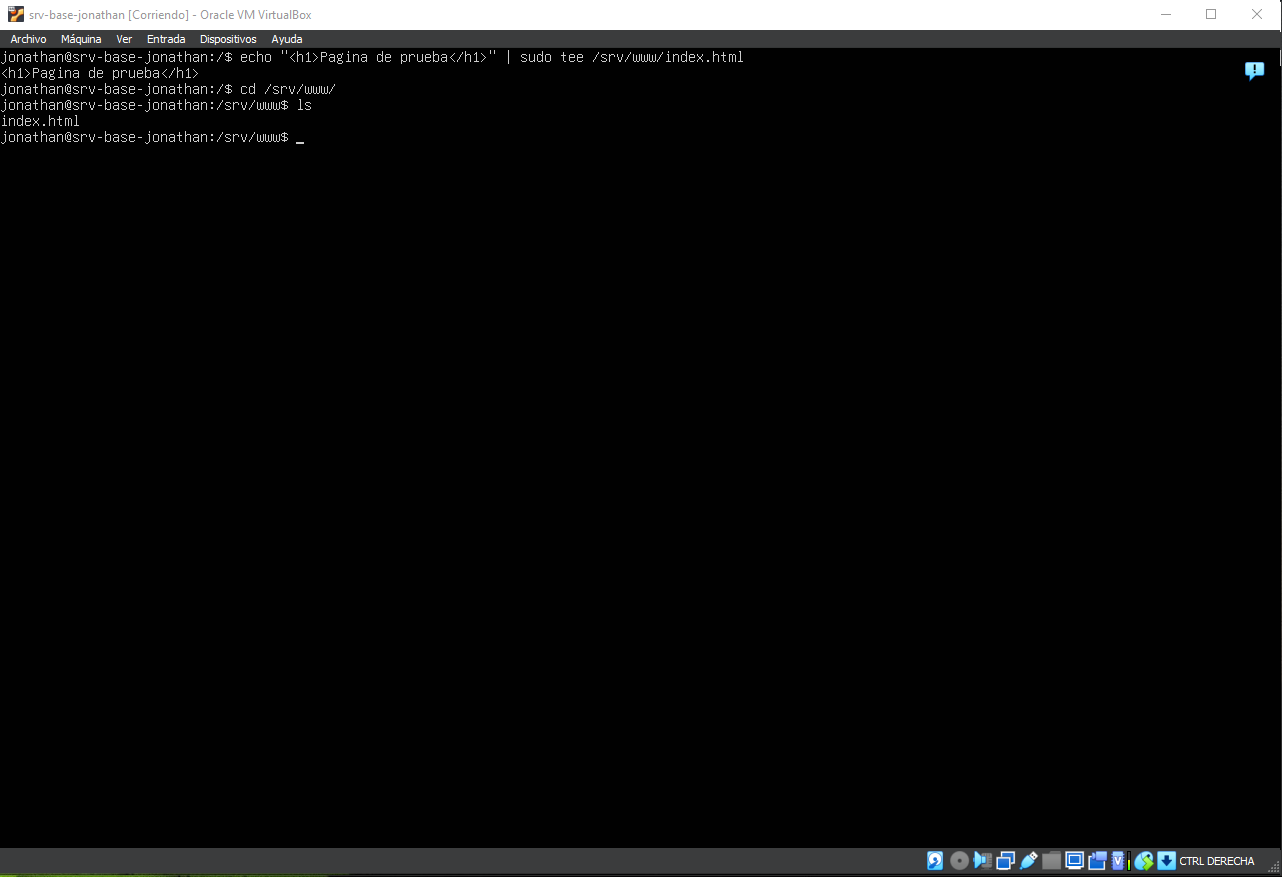 srv-base-jonathan [Corriendo] - Oracle VM VirtualBox
Archivo Máquina Ver Entrada Dispositivos Ayuda
jonathan@srv-base-jonathan:/$ echo "<h1>Pagina de prueba</h1>" | sudo tee /srv/www/index.html
<h1>Pagina de prueba</h1>
jonathan@srv-base-jonathan:/$ cd /srv/www/
jonathan@srv-base-jonathan:/srv/www$ ls
index.html
jonathan@srv-base-jonathan:/srv/www$ _
CTRL DERECHA